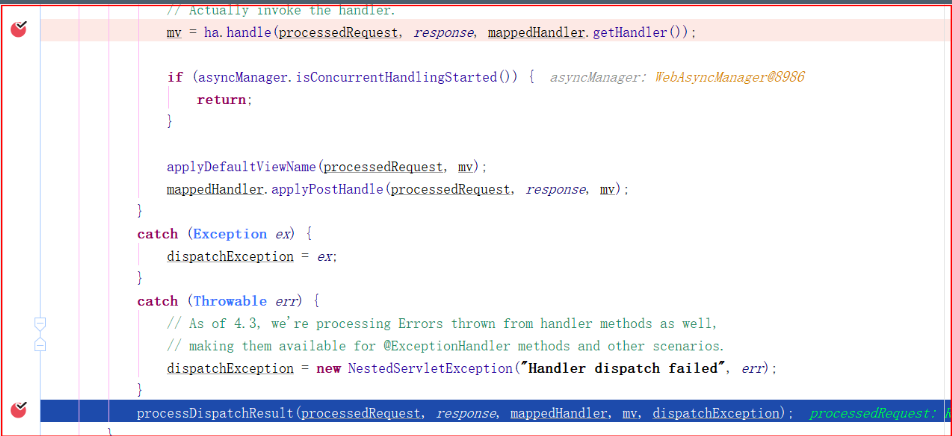 // Actually invoke the handler.
mv = ha.handle(processedRequest, response, mappedHandler.getHandler());
if (asyncManager.isConcurrentHandlingStarted()) { asyncManager: WebAsyncManager@8986
return;
}
applyDefaultViewName(processedRequest, mv);
mappedHandler.applyPostHandle(processedRequest, response, mv);
}
catch (Exception ex) {
dispatchException = ex;
}
catch (Throwable err) {
// As of 4.3, we're processing Errors thrown from handler methods as well,
// making them available for @ExceptionHandler methods and other scenarios.
dispatchException = new NestedServletException("Handler dispatch failed", err);
}
processDispatchResult(processedRequest, response, mappedHandler, mv, dispatchException); processedRequest: